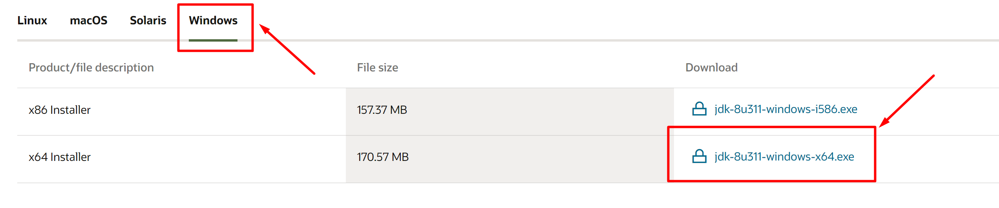 Linux macOS Solaris Windows
Product/file description File size Download
x86 Installer 157.37 MB jdk-8u311-windows-i586.exe
x64 Installer 170.57 MB jdk-8u311-windows-x64.exe